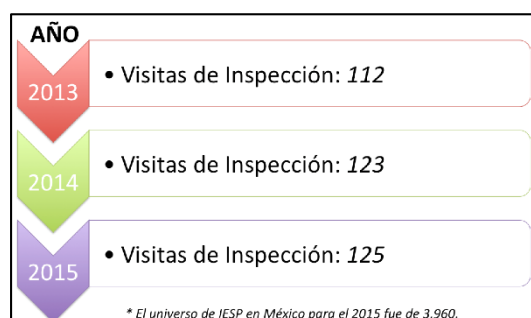 AÑO
2013
• Visitas de Inspección: 112
2014
• Visitas de Inspección: 123
2015
• Visitas de Inspección: 125
* El universo de IESP en México para el 2015 fue de 3,960.